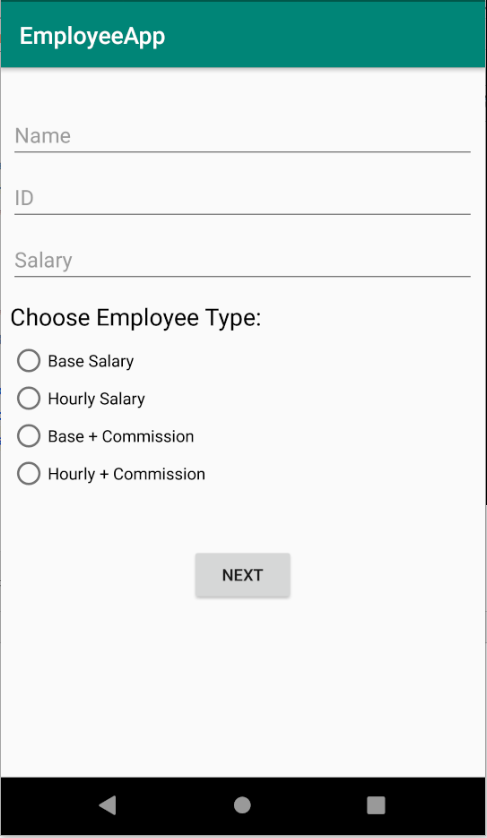 EmployeeApp
Name
ID
Salary
Choose Employee Type:
Base Salary
Hourly Salary
Base + Commission
Hourly + Commission
NEXT